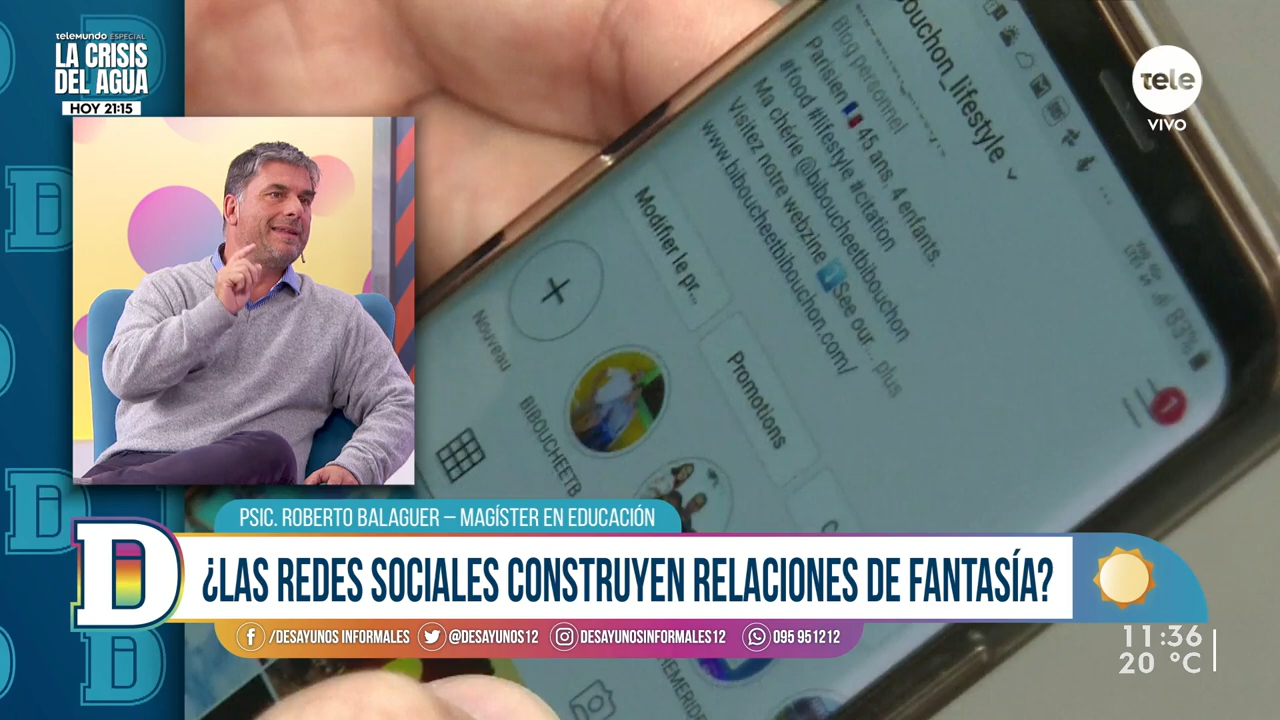 telemundo ESPECIAL
LA CRISIS
DEL AGUA
HOY 21:15
tele
VIVO
ouchon_lifestyle
Blog personnel
Parisien 🇫🇷 45 ans, 4 enfants.
#food #lifestyle #citation
Ma chérie @biboucheetbibouchon
Visitez notre webzine ⤵️See our... plus
www.biboucheetbibouchon.com/
83%
1
Modifier le pr...
Promotions
Nouveau
BIBOUCHEETB
D
D
D
D
PSIC. ROBERTO BALAGUER – MAGÍSTER EN EDUCACIÓN
¿LAS REDES SOCIALES CONSTRUYEN RELACIONES DE FANTASÍA?
/DESAYUNOS INFORMALES @DESAYUNOS12 DESAYUNOSINFORMALES12 095 951212
11:36
20 °C